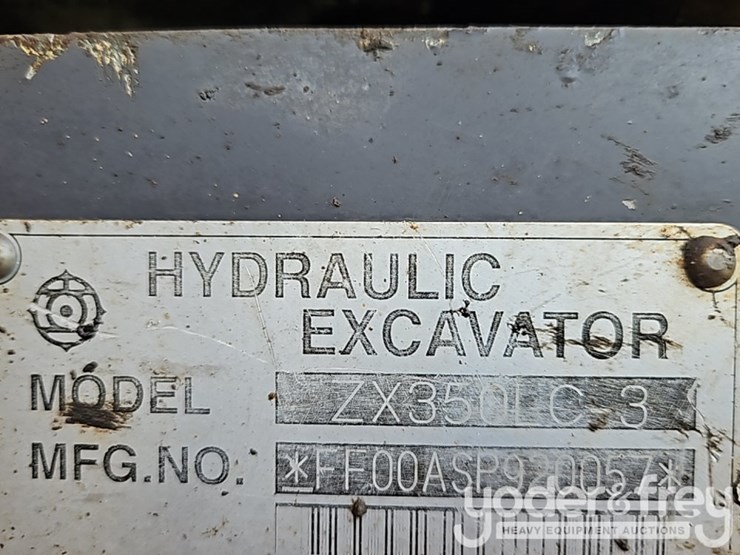 HYDRAULIC
EXCAVATOR
MODEL ZX350LC-3
MFG.NO. *FF00ASP920057*
yoder&frey
HEAVY EQUIPMENT AUCTIONS